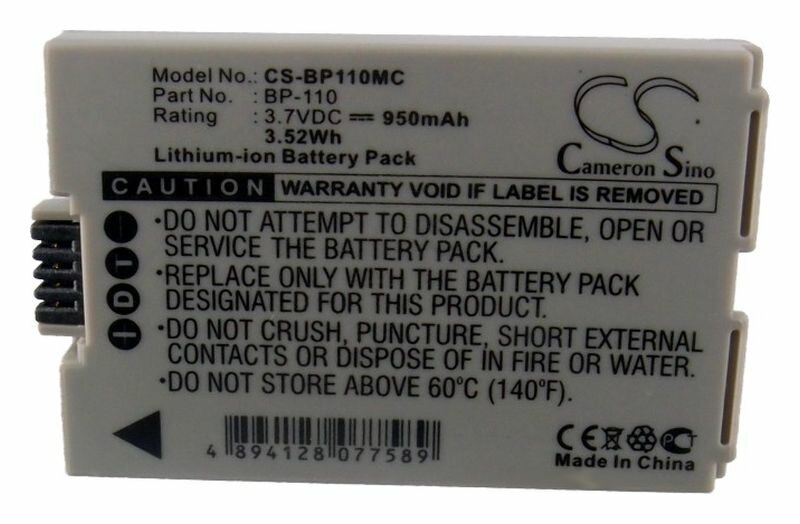 Model No.: CS-BP110MC
Part No. : BP-110
Rating : 3.7VDC ⎓ 950mAh
3.52Wh
Lithium-ion Battery Pack
CS
Cameron Sino
CAUTION WARRANTY VOID IF LABEL IS REMOVED
·DO NOT ATTEMPT TO DISASSEMBLE, OPEN OR
SERVICE THE BATTERY PACK.
·REPLACE ONLY WITH THE BATTERY PACK
DESIGNATED FOR THIS PRODUCT.
·DO NOT CRUSH, PUNCTURE, SHORT EXTERNAL
CONTACTS OR DISPOSE OF IN FIRE OR WATER.
·DO NOT STORE ABOVE 60°C (140°F).
− T D I
4 894128 077589
CE PCT
Made In China